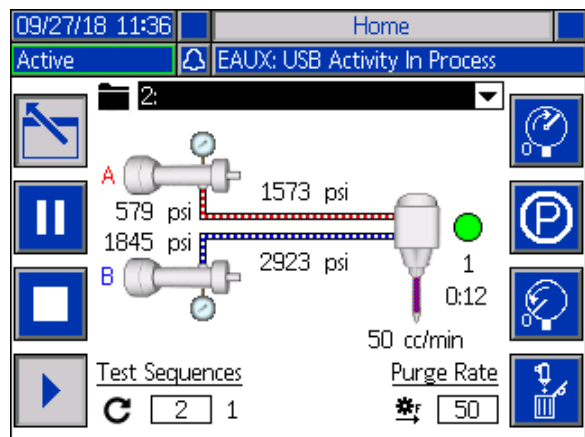 09/27/18 11:36 Home
Active EAUX: USB Activity In Process
2:
A
1573 psi
579 psi
1845 psi
2923 psi
B
1
0:12
50 cc/min
Test Sequences Purge Rate
2 1 F 50
O
P
O